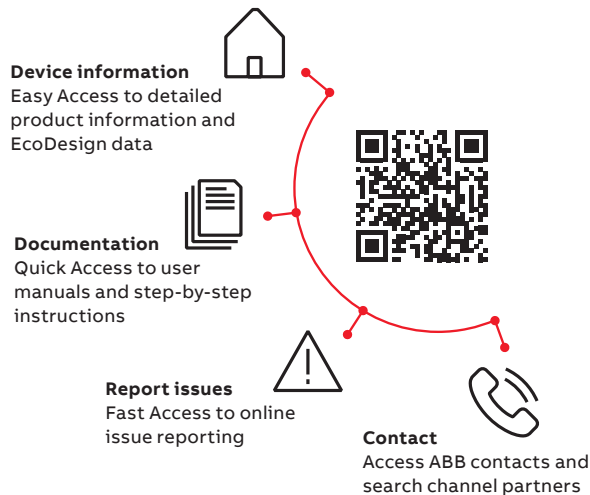 Device information
Easy Access to detailed
product information and
EcoDesign data
Documentation
Quick Access to user
manuals and step-by-step
instructions
Report issues
Fast Access to online
issue reporting
Contact
Access ABB contacts and
search channel partners